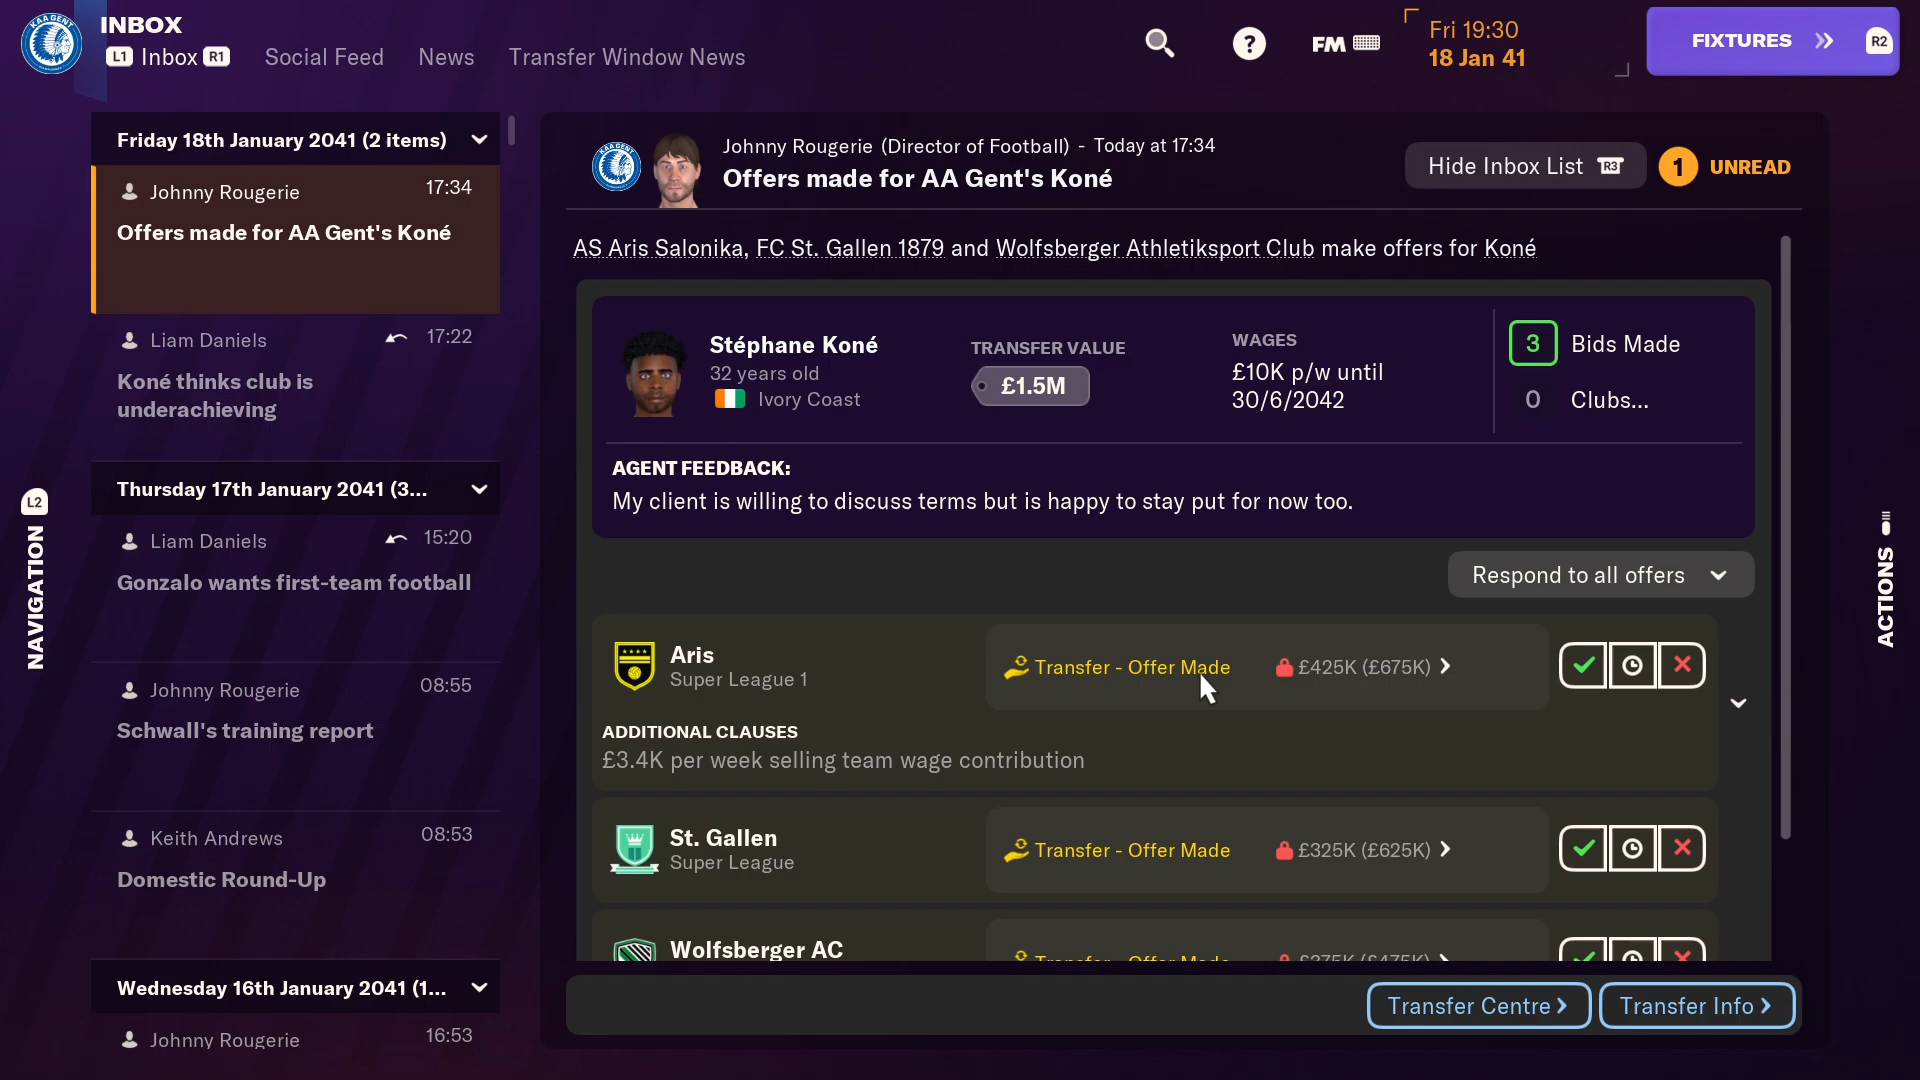 INBOX
L1 Inbox R1
Social Feed
News
Transfer Window News
?
FM
Fri 19:30
18 Jan 41
FIXTURES
R2
Friday 18th January 2041 (2 items)
Johnny Rougerie
17:34
Offers made for AA Gent's Koné
Liam Daniels
17:22
Koné thinks club is
underachieving
Thursday 17th January 2041 (3...
Liam Daniels
15:20
Gonzalo wants first-team football
Johnny Rougerie
08:55
Schwall's training report
Keith Andrews
08:53
Domestic Round-Up
Wednesday 16th January 2041 (1...
Johnny Rougerie
16:53
L2
NAVIGATION
Johnny Rougerie (Director of Football) - Today at 17:34
Offers made for AA Gent's Koné
Hide Inbox List R3
1 UNREAD
AS Aris Salonika, FC St. Gallen 1879 and Wolfsberger Athletiksport Club make offers for Koné
Stéphane Koné
32 years old
Ivory Coast
TRANSFER VALUE
£1.5M
WAGES
£10K p/w until
30/6/2042
3 Bids Made
0 Clubs...
AGENT FEEDBACK:
My client is willing to discuss terms but is happy to stay put for now too.
Respond to all offers
Aris
Super League 1
Transfer - Offer Made
£425K (£675K)
ADDITIONAL CLAUSES
£3.4K per week selling team wage contribution
St. Gallen
Super League
Transfer - Offer Made
£325K (£625K)
Wolfsberger AC
Transfer - Offer Made
Transfer Centre
Transfer Info
ACTIONS